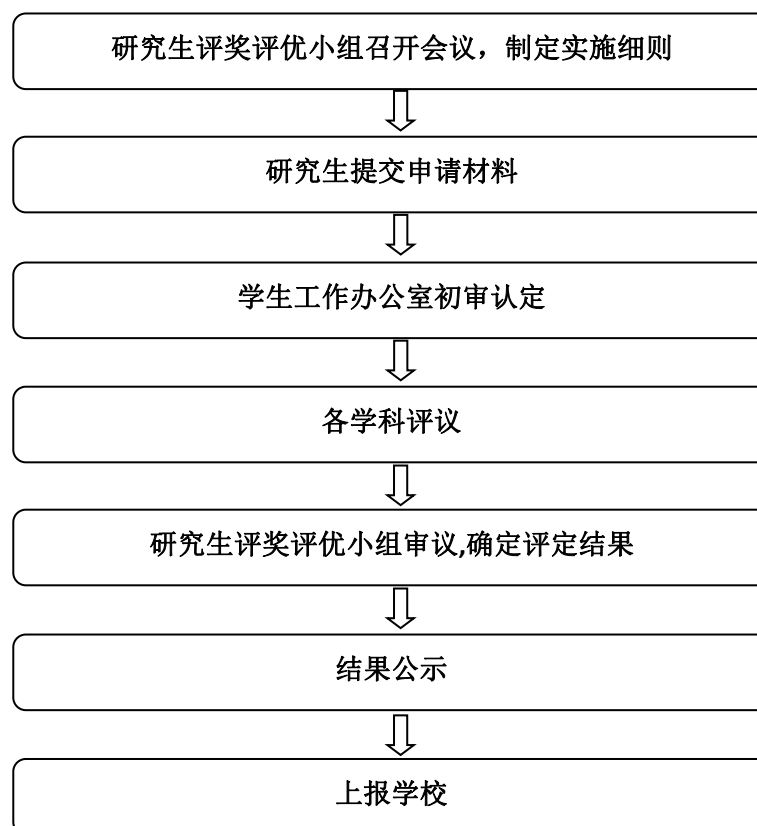 研究生评奖评优小组召开会议，制定实施细则
研究生提交申请材料
学生工作办公室初审认定
各学科评议
研究生评奖评优小组审议,确定评定结果
结果公示
上报学校